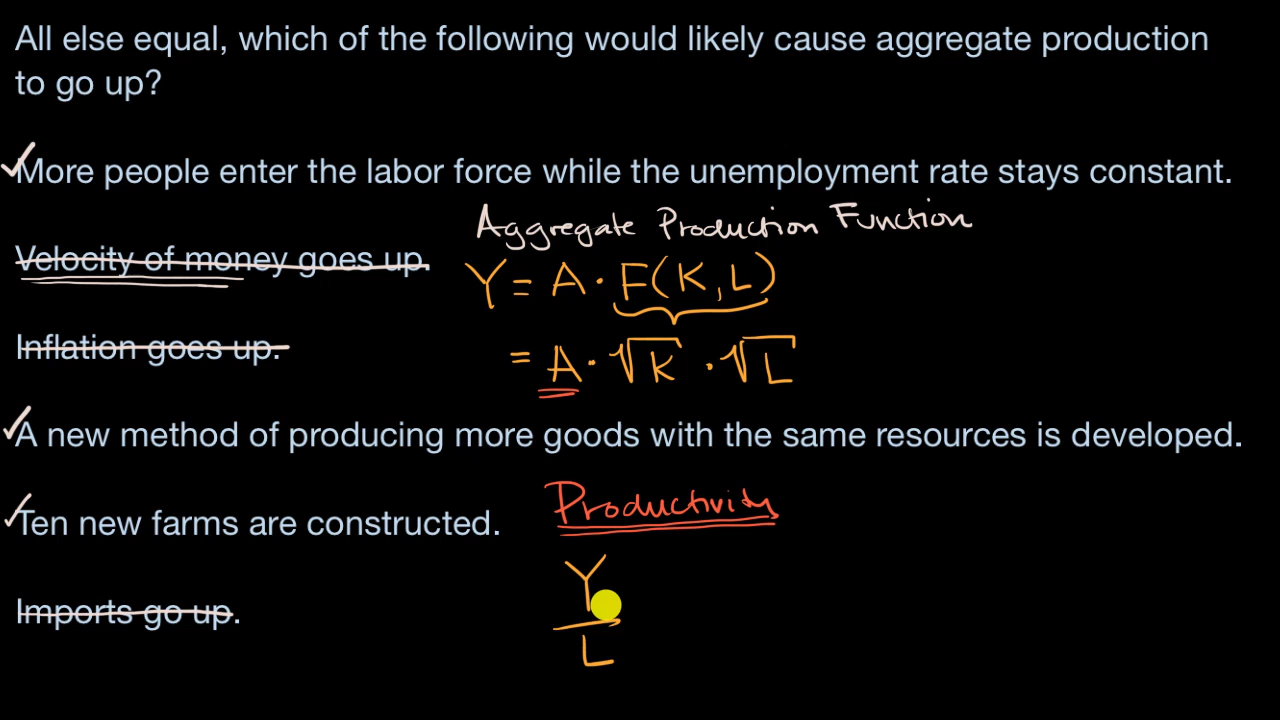 All else equal, which of the following would likely cause aggregate production
to go up?
More people enter the labor force while the unemployment rate stays constant.
Aggregate Production Function
Velocity of money goes up.
Y = A · F(K, L)
Inflation goes up.
= A · √K · √L
A new method of producing more goods with the same resources is developed.
Productivity
Ten new farms are constructed.
Y
Imports go up.
L